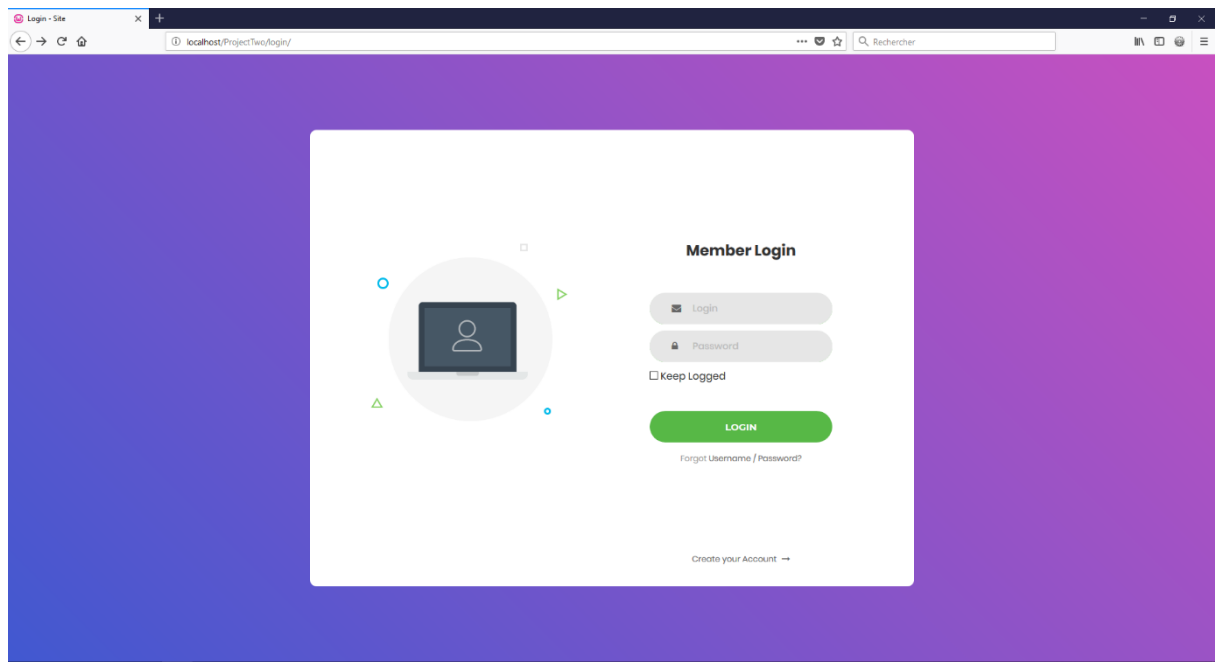 Login - Site
localhost/ProjectTwo/login/
Rechercher
Member Login
Login
Password
Keep Logged
LOGIN
Forgot Username / Password?
Create your Account →